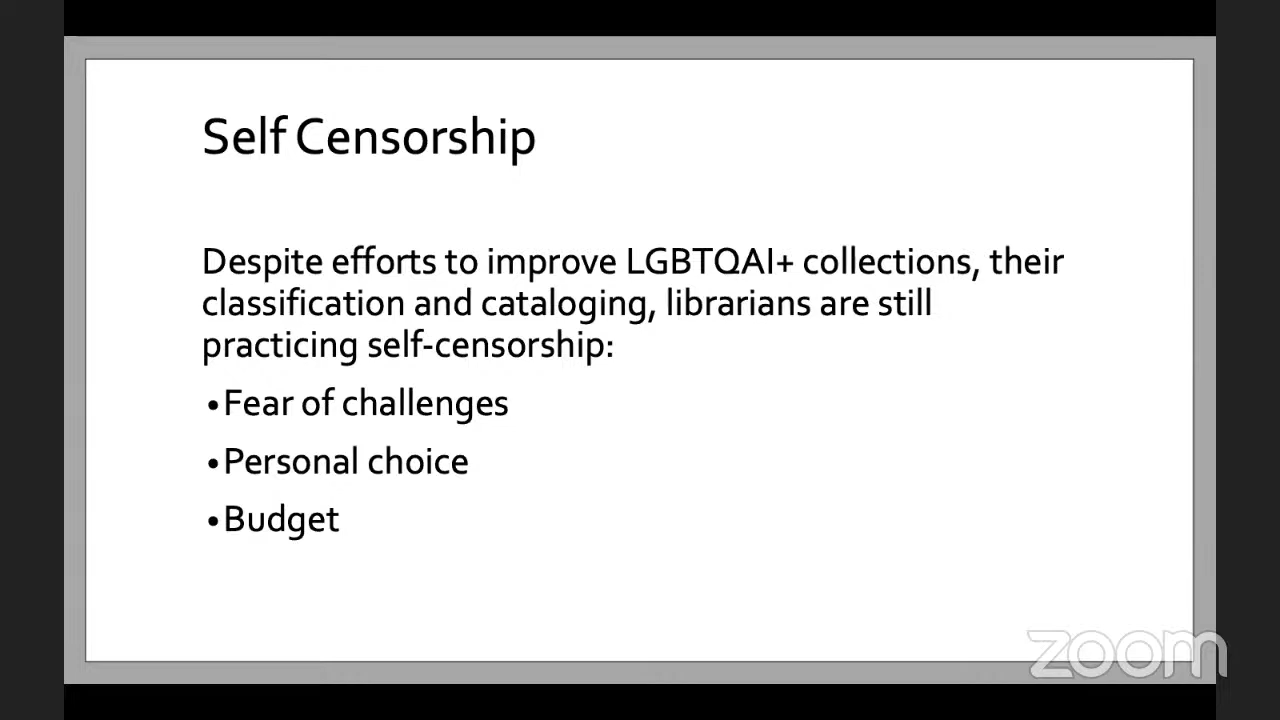 Self Censorship
Despite efforts to improve LGBTQAI+ collections, their
classification and cataloging, librarians are still
practicing self-censorship:
•Fear of challenges
•Personal choice
•Budget
zoom